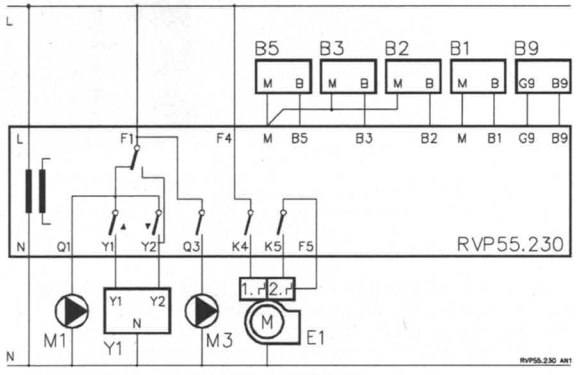 L
B5 B3 B2 B1 B9
M B M B M B M B G9 B9
L F1 F4 M B5 B3 B2 M B1 G9 B9
N Q1 Y1 Y2 Q3 K4 K5 F5 RVP55.230
1. 2.
Y1 Y2
M
N
M1 Y1 M3 E1
N
RVP55.230 AN1